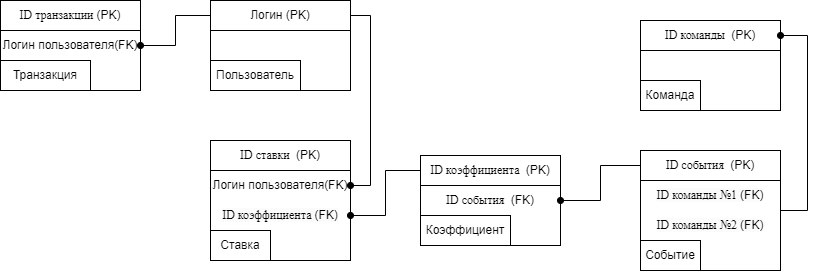 ID транзакции (PK)
Логин пользователя(FK)
Транзакция
Логин (PK)
Пользователь
ID команды (PK)
Команда
ID ставки (PK)
Логин пользователя(FK)
ID коэффициента (FK)
Ставка
ID коэффициента (PK)
ID события (FK)
Коэффициент
ID события (PK)
ID команды №1 (FK)
ID команды №2 (FK)
Событие